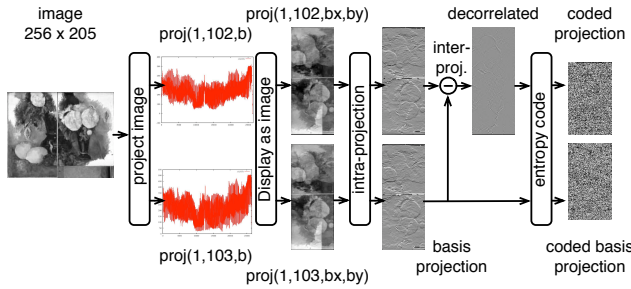 image
256 x 205
proj(1,102,b)
proj(1,102,bx,by)
decorrelated
coded
projection
inter-
proj.
project image
Display as image
intra-projection
entropy code
proj(1,103,b)
proj(1,103,bx,by)
basis
projection
coded basis
projection